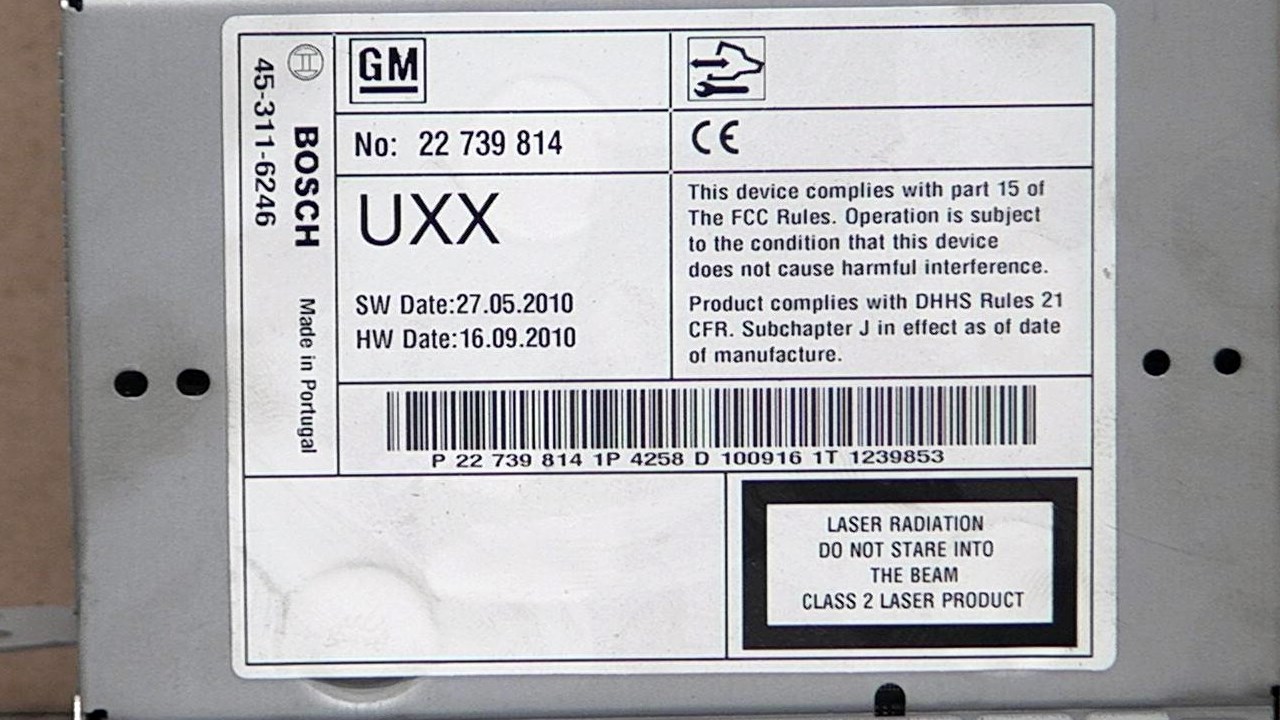 GM
No: 22 739 814
CE
UXX
SW Date:27.05.2010
HW Date:16.09.2010
This device complies with part 15 of
The FCC Rules. Operation is subject
to the condition that this device
does not cause harmful interference.
Product complies with DHHS Rules 21
CFR. Subchapter J in effect as of date
of manufacture.
BOSCH Made in Portugal
45-311-6246
P 22 739 814 1P 4258 D 100916 1T 1239853
LASER RADIATION
DO NOT STARE INTO
THE BEAM
CLASS 2 LASER PRODUCT